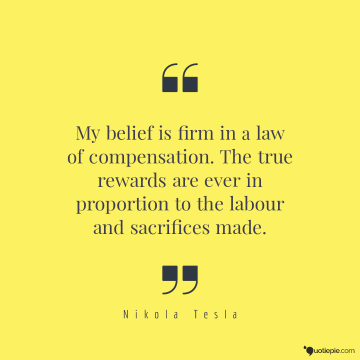 “
My belief is firm in a law
of compensation. The true
rewards are ever in
proportion to the labour
and sacrifices made.
”
Nikola Tesla
Quotlepie.com